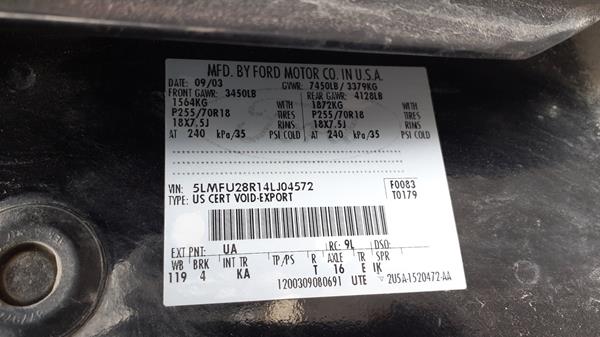 MFD. BY FORD MOTOR CO. IN U.S.A.
DATE: 09/03 GVWR: 7450LB/ 3379KG
FRONT GAWR: 3450LB REAR GAWR: 4128LB
1564KG WITH 1872KG WITH
P255/70R18 TIRES P255/70R18 TIRES
18X7.5J RIMS 18X7.5J RIMS
AT 240 kPa/35 PSI COLD AT 240 kPa/35 PSI COLD
VIN: 5LMFU28R14LJ04572 F0083
TYPE: US CERT VOID-EXPORT T0179
EXT PNT: UA RC: 9L DSO:
WB BRK INT TR TP/PS R AXLE TR SPR
119 4 KA T 16 E IK
1200309080691 UTE 2U5A-1520472-AA